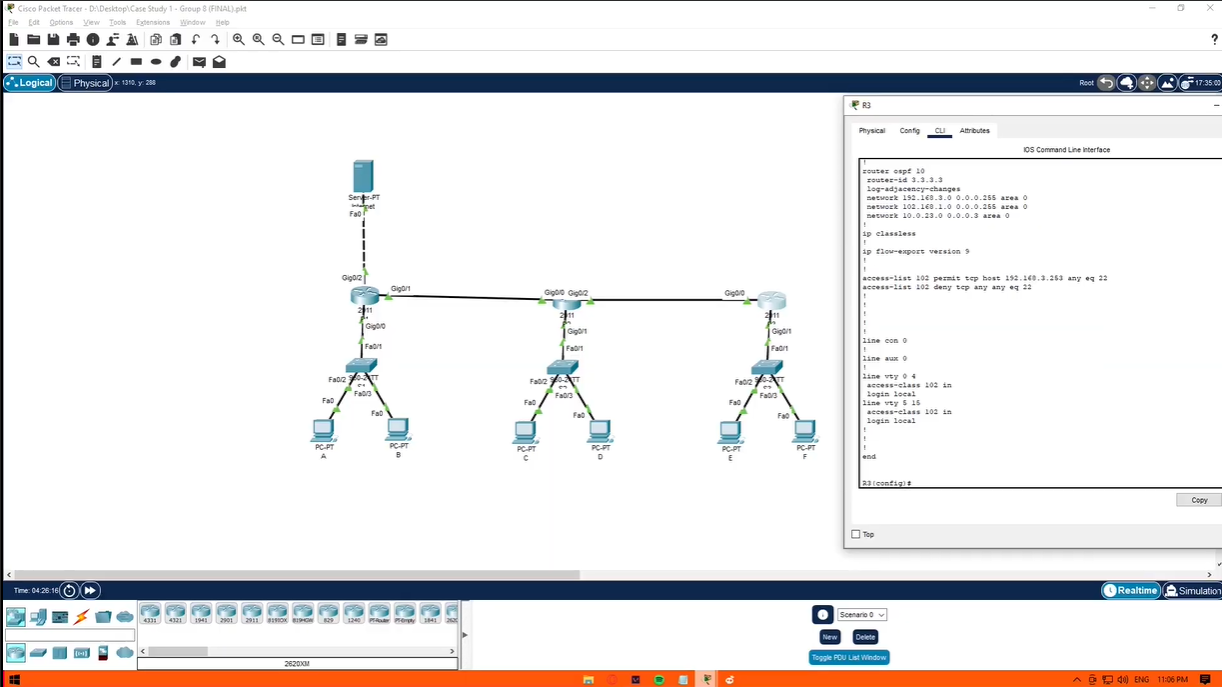 Cisco Packet Tracer - D:\Desktop\Case Study 1 - Group 8 (FINAL).pkt
File Edit Options View Tools Extensions Window Help
?
Logical Physical x: 1310, y: 288
Root 17:35:00
R3
Physical Config CLI Attributes
IOS Command Line Interface
!
router ospf 10
router-id 3.3.3.3
log-adjacency-changes
network 192.168.3.0 0.0.0.255 area 0
network 102.168.1.0 0.0.0.255 area 0
network 10.0.23.0 0.0.0.3 area 0
!
ip classless
!
ip flow-export version 9
!
!
access-list 102 permit tcp host 192.168.3.253 any eq 22
access-list 102 deny tcp any any eq 22
!
!
!
!
!
line con 0
!
line aux 0
!
line vty 0 4
access-class 102 in
login local
line vty 5 15
access-class 102 in
login local
!
!
!
end
R3(config)#
Copy
Top
Server-PT
Fa0
Gig0/2
Gig0/1
2911
Gig0/0
Fa0/1
Fa0/2
Fa0/3
Fa0
Fa0
PC-PT
A
PC-PT
B
Gig0/0
Gig0/2
2911
Gig0/1
Fa0/1
Fa0/2
Fa0/3
Fa0
Fa0
PC-PT
C
PC-PT
D
Gig0/0
2911
Gig0/1
Fa0/1
Fa0/2
Fa0/3
Fa0
Fa0
PC-PT
E
PC-PT
F
Time: 04:26:16
Realtime Simulation
4331 4321 1941 2901 2911 819IOX 819HGW 829 1240 PT-Router PT-Empty 1841
2620XM
Scenario 0
New Delete
Toggle PDU List Window
ENG 11:06 PM